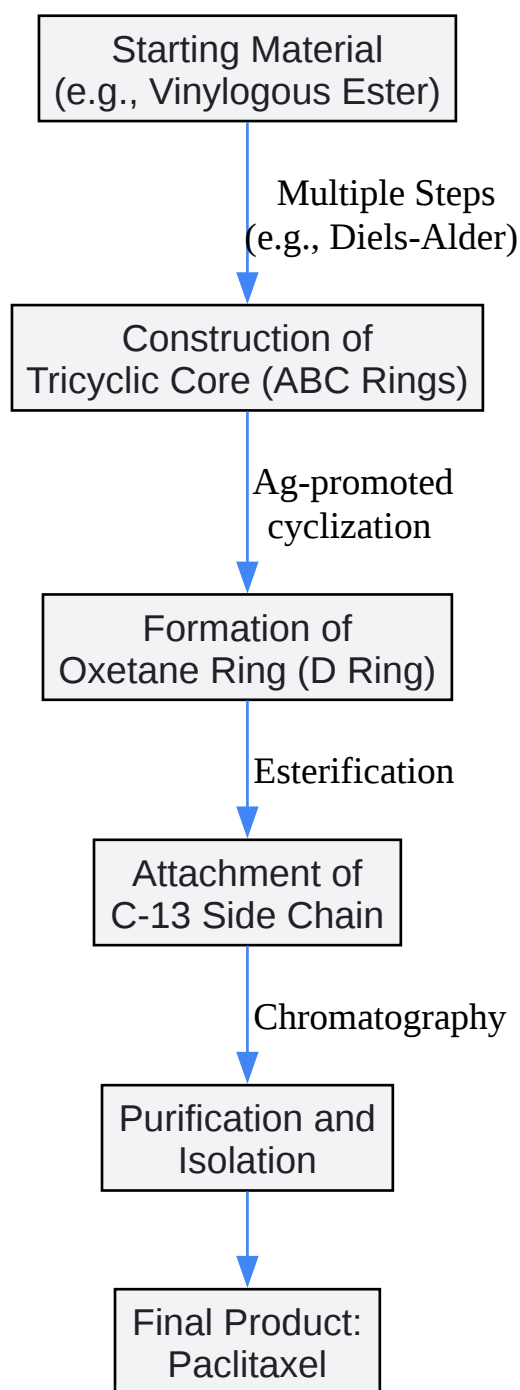 Starting Material
(e.g., Vinylogous Ester)
Multiple Steps
(e.g., Diels-Alder)
Construction of
Tricyclic Core (ABC Rings)
Ag-promoted
cyclization
Formation of
Oxetane Ring (D Ring)
Esterification
Attachment of
C-13 Side Chain
Chromatography
Purification and
Isolation
Final Product:
Paclitaxel